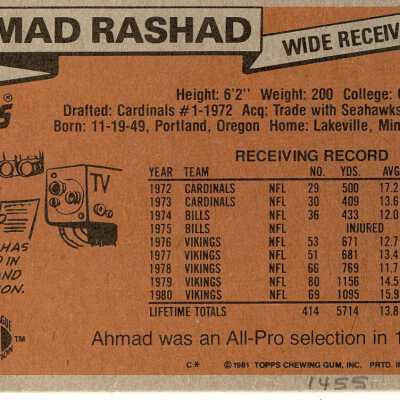 MAD RASHAD
WIDE RECEIV
Height: 6'2'' Weight: 200 College:
Drafted: Cardinals #1-1972 Acq: Trade with Seahawks
Born: 11-19-49, Portland, Oregon Home: Lakeville, Min
RECEIVING RECORD
YEAR TEAM NO. YDS. AVG
1972 CARDINALS NFL 29 500 17.2
1973 CARDINALS NFL 30 409 13.6
1974 BILLS NFL 36 433 12.0
1975 BILLS NFL INJURED
1976 VIKINGS NFL 53 671 12.7
1977 VIKINGS NFL 51 681 13.4
1978 VIKINGS NFL 66 769 11.7
1979 VIKINGS NFL 80 1156 14.5
1980 VIKINGS NFL 69 1095 15.9
LIFETIME TOTALS 414 5714 13.8
TV
HAS
D IN
AND
ION.
TM
Ahmad was an All-Pro selection in 1
C* ©1981 TOPPS CHEWING GUM, INC. PRTD. I
1455